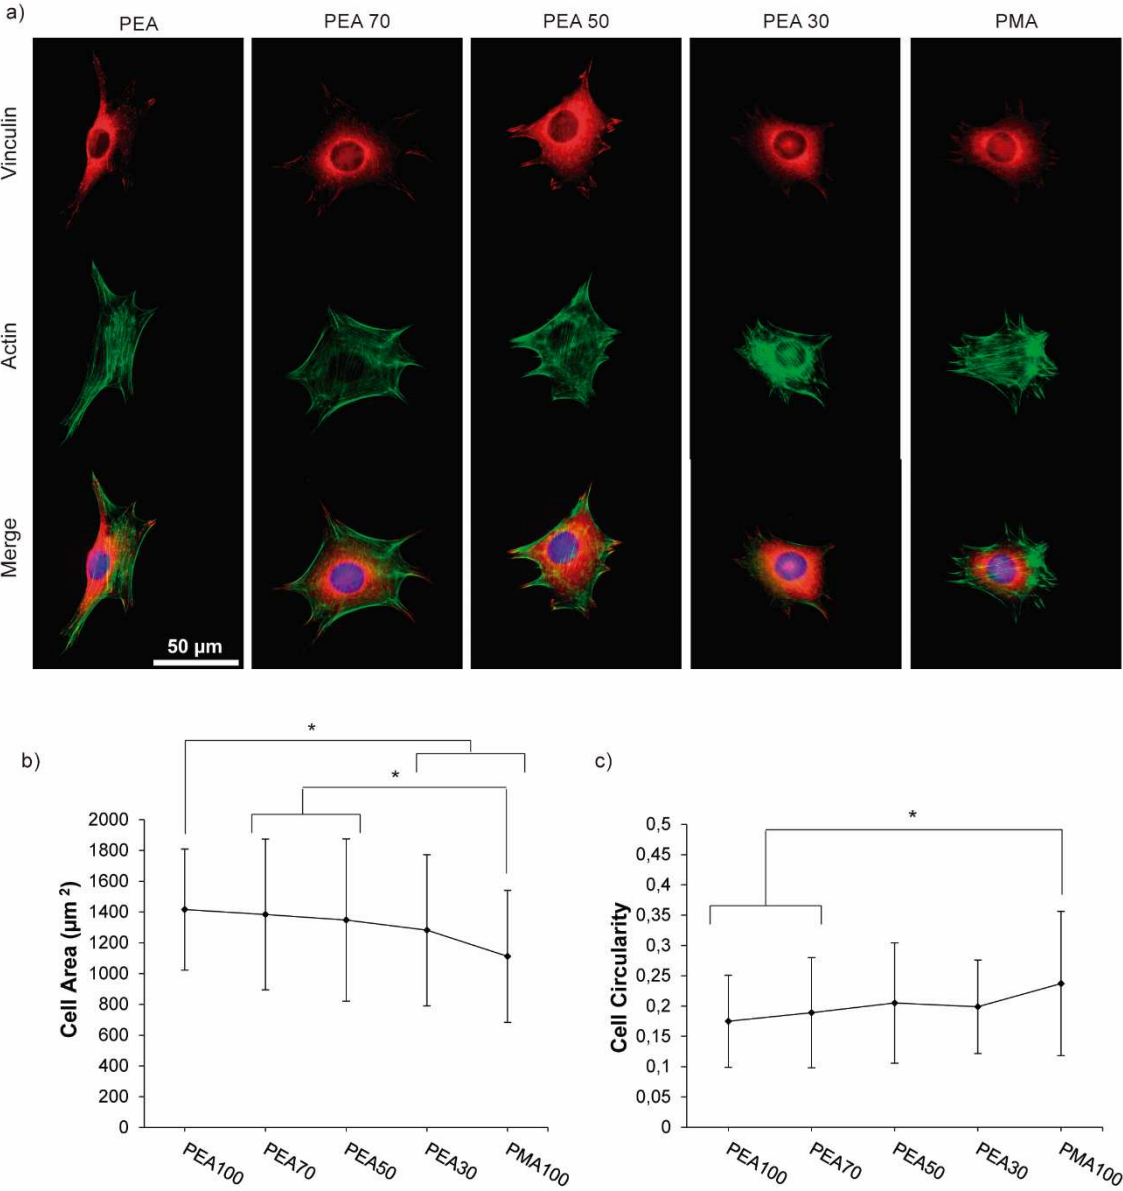 a)
PEA PEA 70 PEA 50 PEA 30 PMA
Vinculin
Actin
Merge
50 µm
b)
*
*
Cell Area (µm ²)
2000
1800
1600
1400
1200
1000
800
600
400
200
0
PEA100 PEA70 PEA50 PEA30 PMA100
c)
*
Cell Circularity
0,5
0,45
0,4
0,35
0,3
0,25
0,2
0,15
0,1
0,05
0
PEA100 PEA70 PEA50 PEA30 PMA100